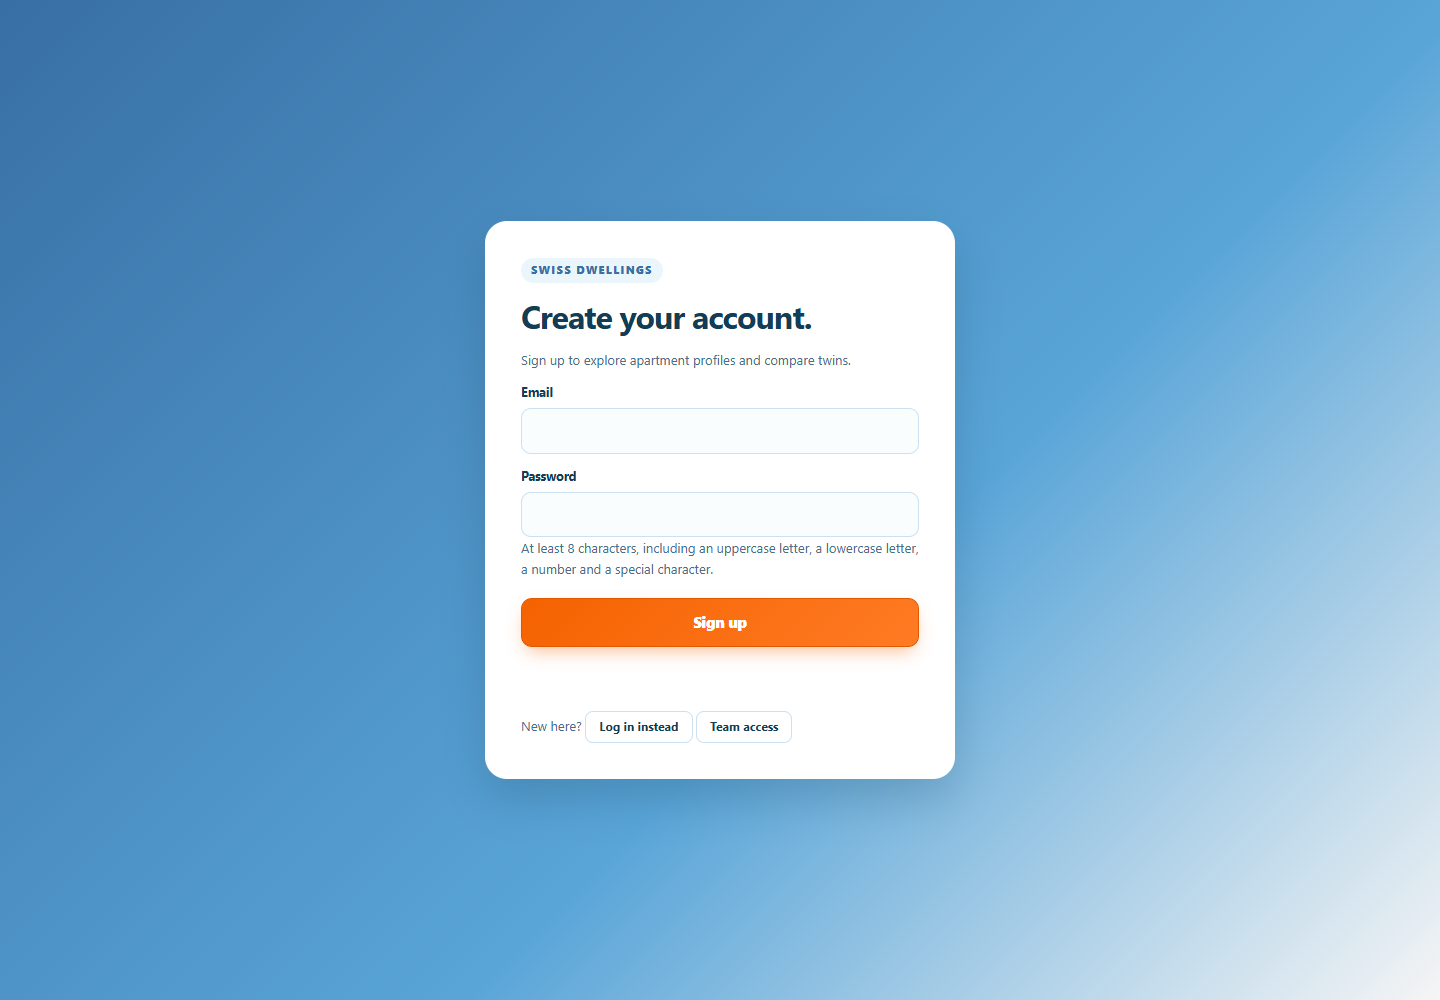 SWISS DWELLINGS
Create your account.
Sign up to explore apartment profiles and compare twins.
Email
Password
At least 8 characters, including an uppercase letter, a lowercase letter,
a number and a special character.
Sign up
New here? Log in instead Team access